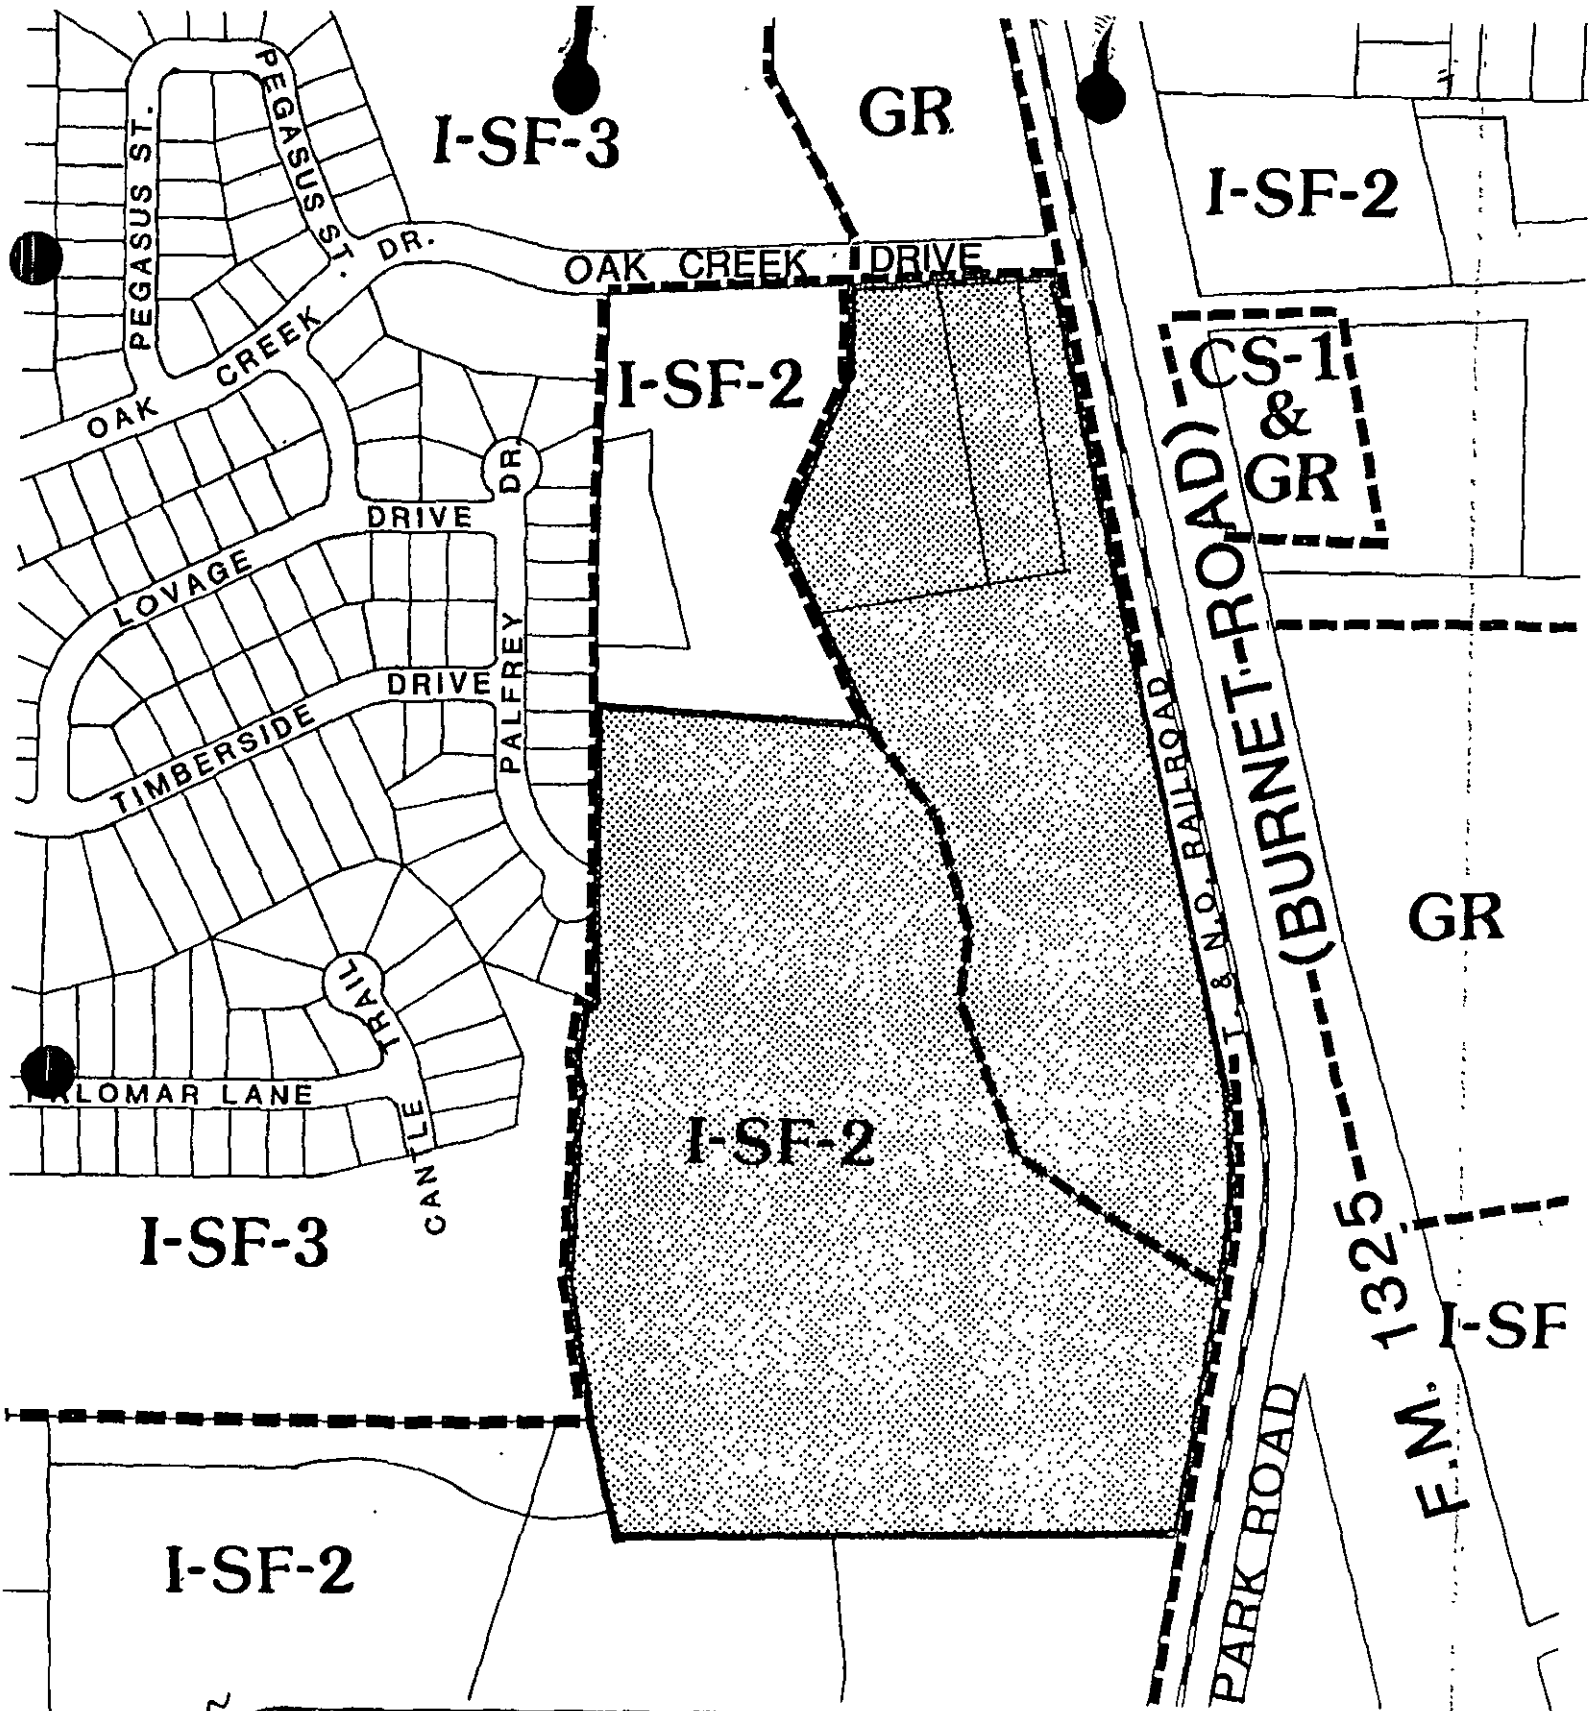 PEGASUS ST.
PEGASUS ST.
I-SF-3
GR
I-SF-2
OAK CREEK DR.
OAK CREEK DRIVE
I-SF-2
CS-1
&
GR
DR.
DRIVE
LOVAGE
PALFREY
DRIVE
TIMBERSIDE
T. & N.O. RAILROAD
F.M. 1325 (BURNET ROAD)
GR
TRAIL
CANTLE
PALOMAR LANE
I-SF-2
I-SF-3
I-SF
PARK ROAD
I-SF-2